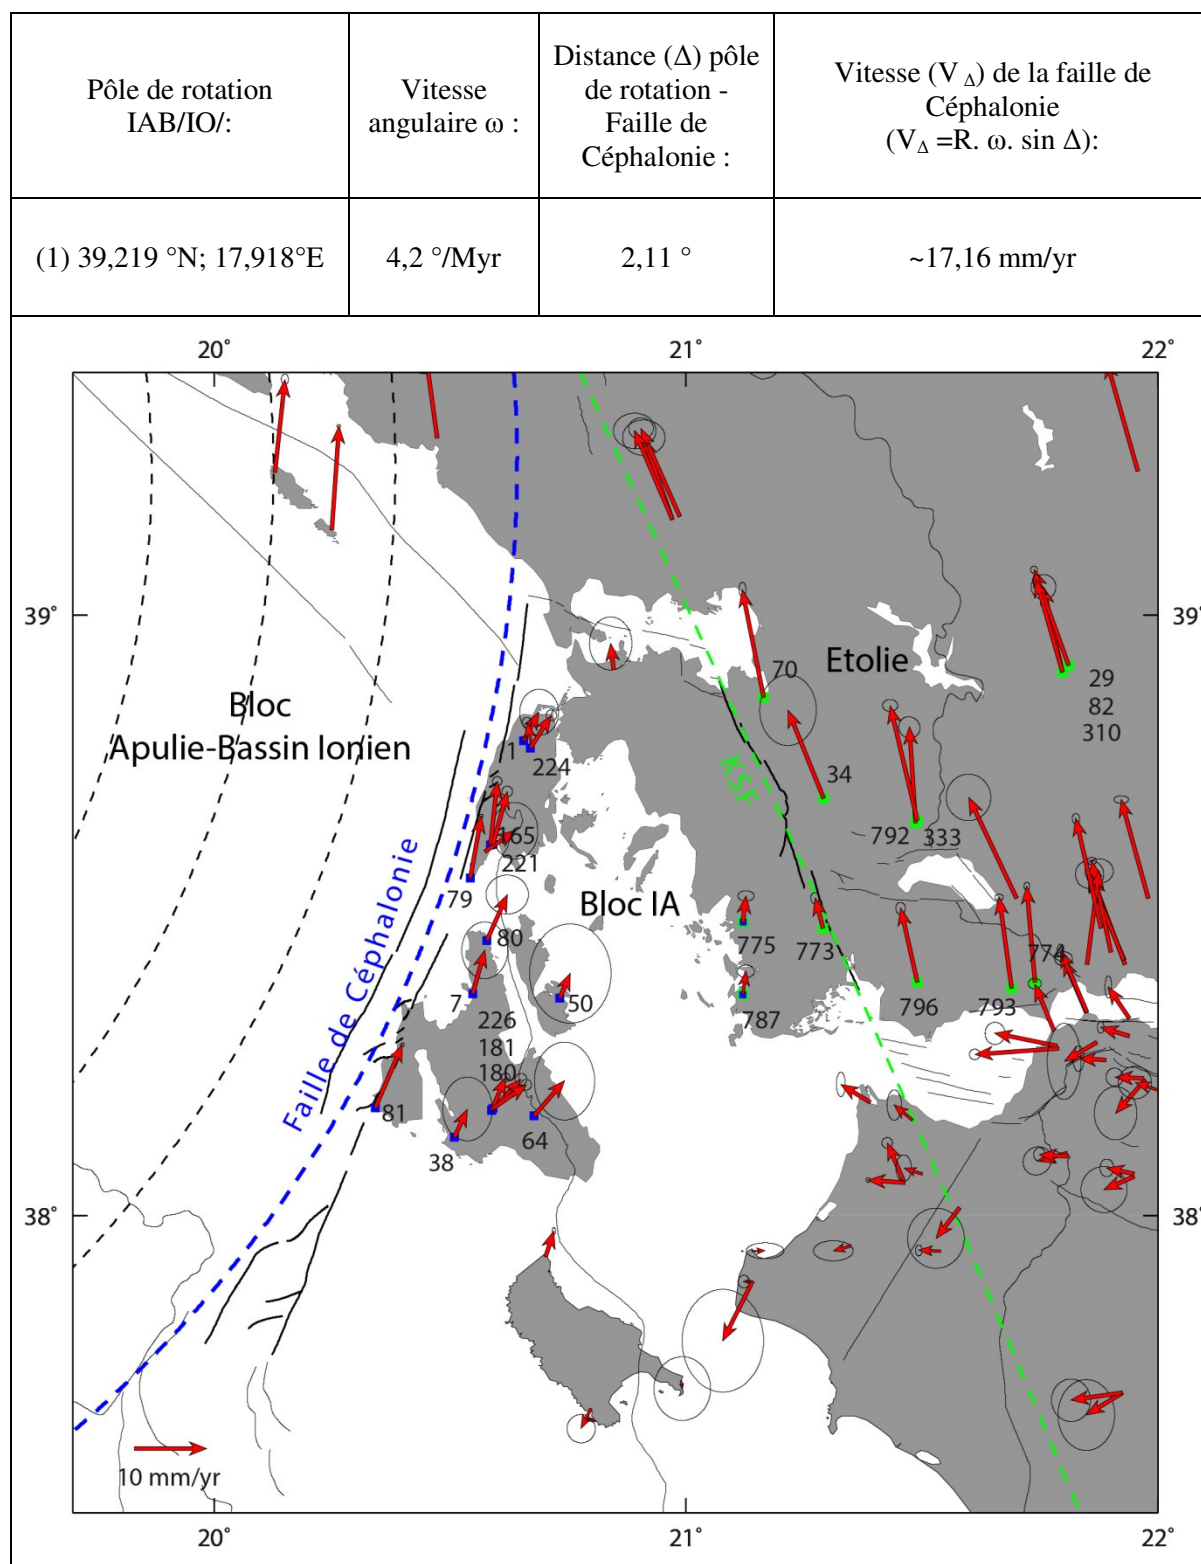 Pôle de rotation
IAB/IO/:
Vitesse
angulaire ω :
Distance (Δ) pôle
de rotation -
Faille de
Céphalonie :
Vitesse (V Δ) de la faille de
Céphalonie
(VΔ =R. ω. sin Δ):
(1) 39,219 °N; 17,918°E
4,2 °/Myr
2,11 °
~17,16 mm/yr
20˚
21˚
22˚
39˚
39˚
Bloc
Apulie-Bassin Ionien
Etolie
70
29
82
310
1
224
KSF
34
792
333
165
221
79
Bloc IA
80
775
773
774
Faille de Céphalonie
7
50
226
181
180
787
796
793
81
64
38
38˚
38˚
10 mm/yr
20˚
21˚
22˚